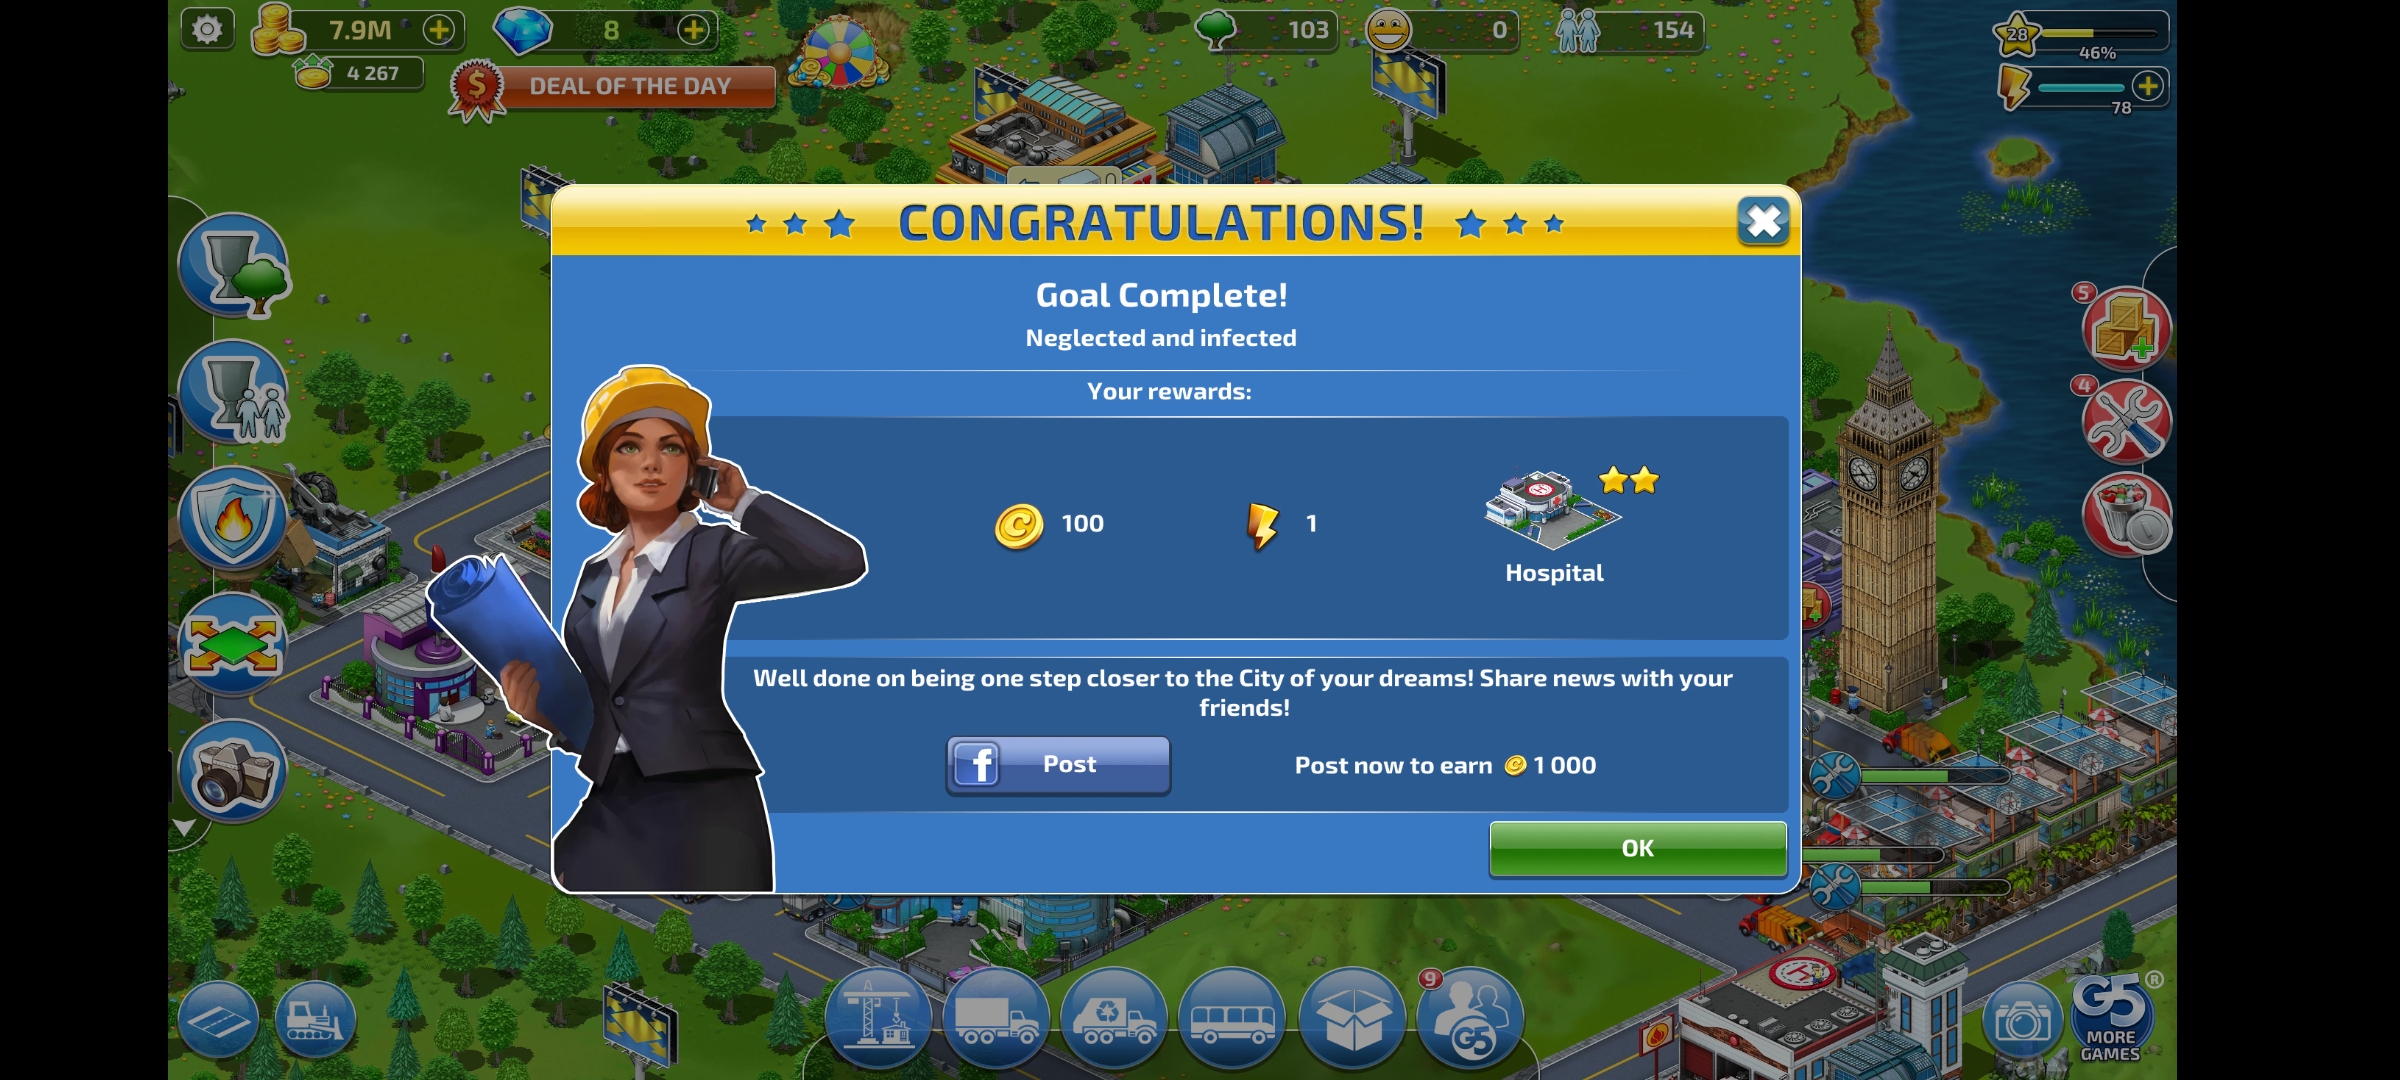 7.9M
8
103
0
154
28
46%
4 267
DEAL OF THE DAY
78
CONGRATULATIONS!
Goal Complete!
Neglected and infected
Your rewards:
5
4
100
1
Hospital
Well done on being one step closer to the City of your dreams! Share news with your
friends!
f Post
Post now to earn C 1 000
OK
9
G5
H
G5 ®
MORE
GAMES